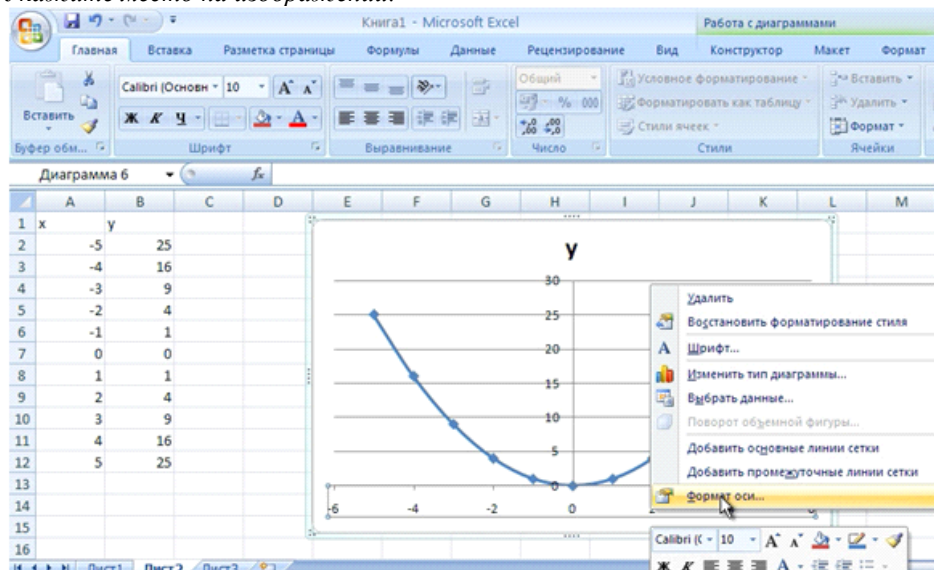 укажите место на изображении.
Книга1 - Microsoft Excel
Работа с диаграммами
Главная Вставка Разметка страницы Формулы Данные Рецензирование Вид Конструктор Макет Формат
Вставить
Calibri (Основн 10 А А
Ж К Ч А
Общий
% 000
Условное форматирование
Форматировать как таблицу
Стили ячеек
Вставить
Удалить
Формат
Буфер обм... Шрифт Выравнивание Число Стили Ячейки
Диаграмма 6 fx
A B C D E F G H I J K L M
1 x y
2 -5 25
3 -4 16
4 -3 9
5 -2 4
6 -1 1
7 0 0
8 1 1
9 2 4
10 3 9
11 4 16
12 5 25
13
14
15
16
y
30
25
20
15
10
5
0
-6 -4 -2 0
Удалить
Восстановить форматирование стиля
Шрифт...
Изменить тип диаграммы...
Выбрать данные...
Поворот объемной фигуры...
Добавить основные линии сетки
Добавить промежуточные линии сетки
Формат оси...
Calibri (С 10 А А
Ж К А
Лист1 Лист2 Лист3